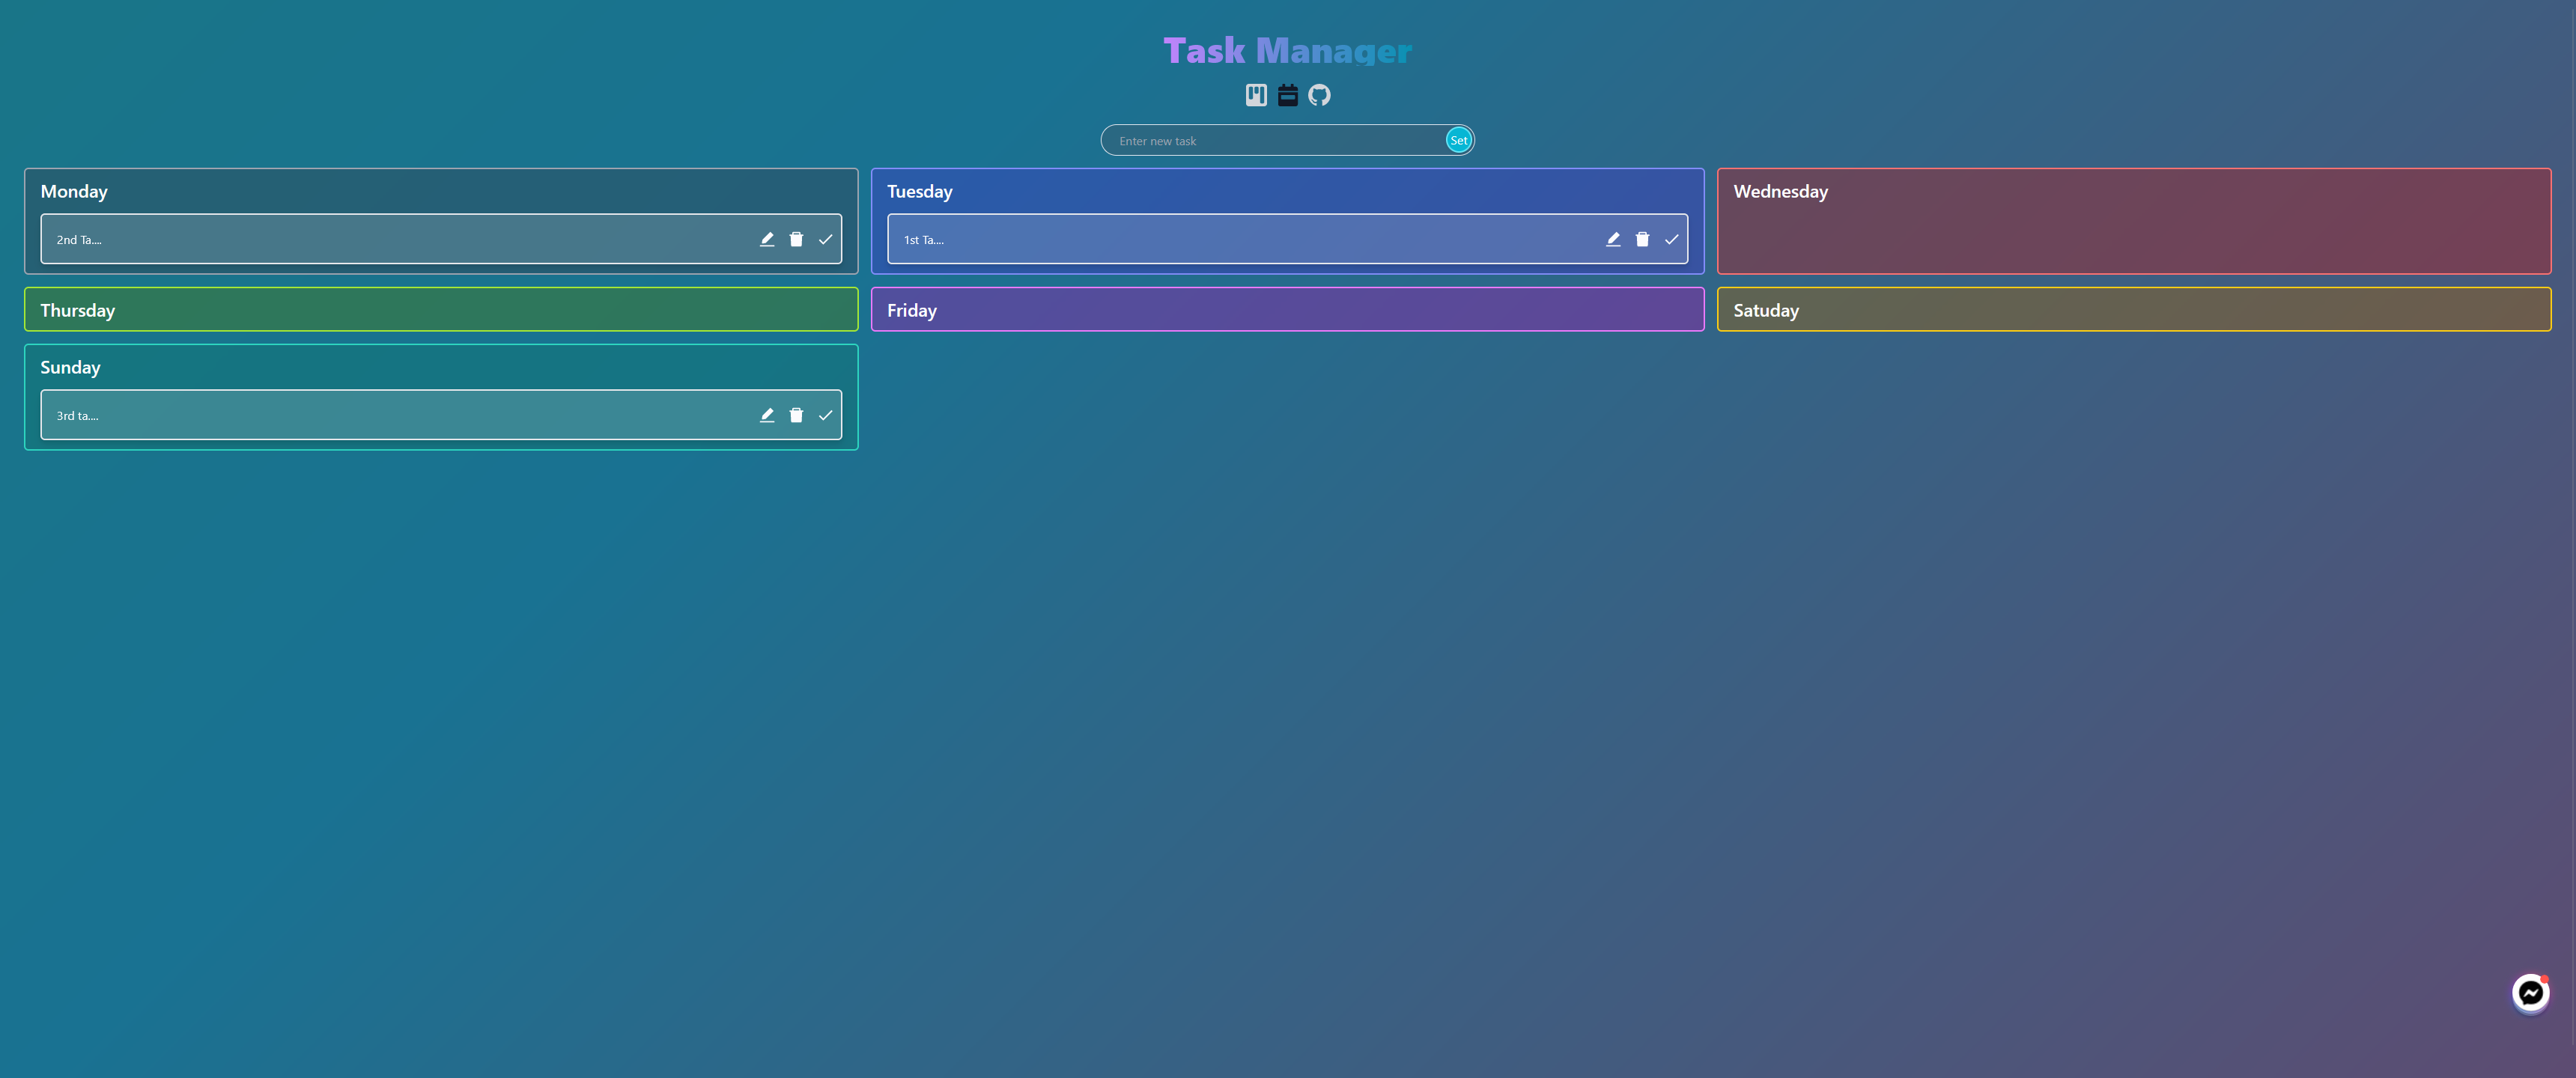 Task Manager
Enter new task
Set
Monday
2nd Ta....
Tuesday
1st Ta....
Wednesday
Thursday
Friday
Satuday
Sunday
3rd ta....